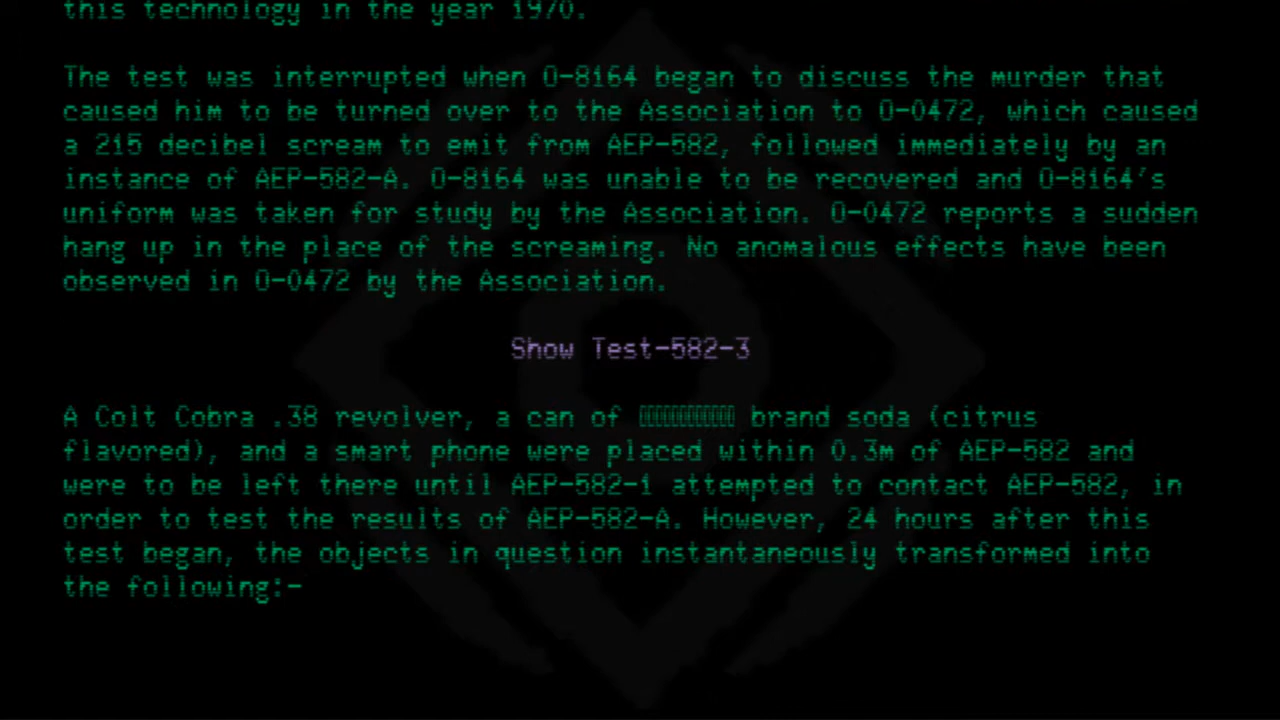 this technology in the year 1970.
The test was interrupted when O-8164 began to discuss the murder that
caused him to be turned over to the Association to O-0472, which caused
a 215 decibel scream to emit from AEP-582, followed immediately by an
instance of AEP-582-A. O-8164 was unable to be recovered and O-8164's
uniform was taken for study by the Association. O-0472 reports a sudden
hang up in the place of the screaming. No anomalous effects have been
observed in O-0472 by the Association.
Show Test-582-3
A Colt Cobra .38 revolver, a can of ▯▯▯▯▯▯▯▯▯▯▯▯ brand soda (citrus
flavored), and a smart phone were placed within 0.3m of AEP-582 and
were to be left there until AEP-582-1 attempted to contact AEP-582, in
order to test the results of AEP-582-A. However, 24 hours after this
test began, the objects in question instantaneously transformed into
the following:-